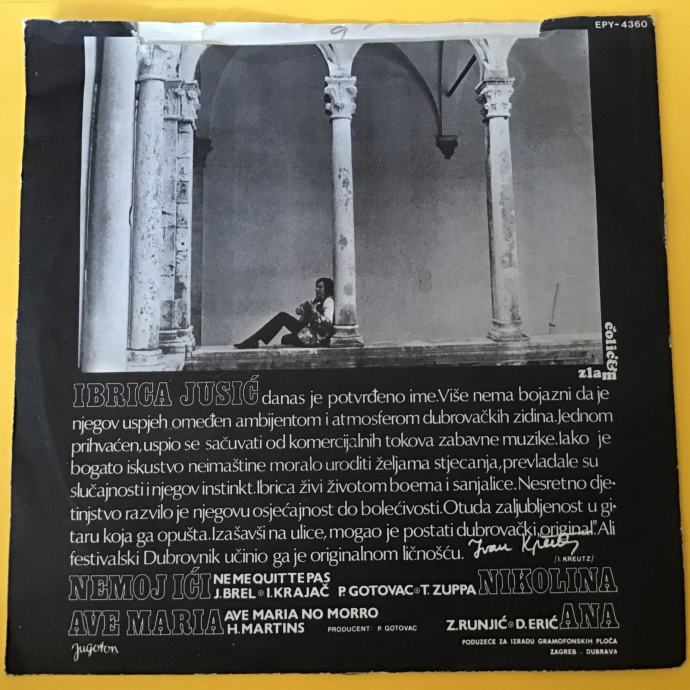 9
EPY-4360
čolić&
zlam
IBRICA JUSIĆ danas je potvrđeno ime.Više nema bojazni da je
njegov uspjeh omeđen ambijentom i atmosferom dubrovačkih zidina.Jednom
prihvaćen,uspio se sačuvati od komercijalnih tokova zabavne muzike.Iako je
bogato iskustvo neimaštine moralo uroditi željama stjecanja,prevladale su
slučajnosti i njegov instinkt.Ibrica živi životom boema i sanjalice.Nesretno dje-
tinjstvo razvilo je njegovu osjećajnost do bolećivosti.Otuda zaljubljenost u gi-
taru koja ga opušta.Izašavši na ulice,mogao je postati dubrovački„original".Ali
festivalski Dubrovnik učinio ga je originalnom ličnošću. Ivan Kreutz
/I. KREUTZ/
NEMOJ IĆI NE ME QUITTE PAS
J.BREL • I.KRAJAČ P. GOTOVAC • T. ZUPPA NIKOLINA
AVE MARIA AVE MARIA NO MORRO
H.MARTINS PRODUCENT: P. GOTOVAC Z.RUNJIĆ • D.ERIĆ ANA
Jugoton
PODUZEĆE ZA IZRADU GRAMOFONSKIH PLOČA
ZAGREB - DUBRAVA